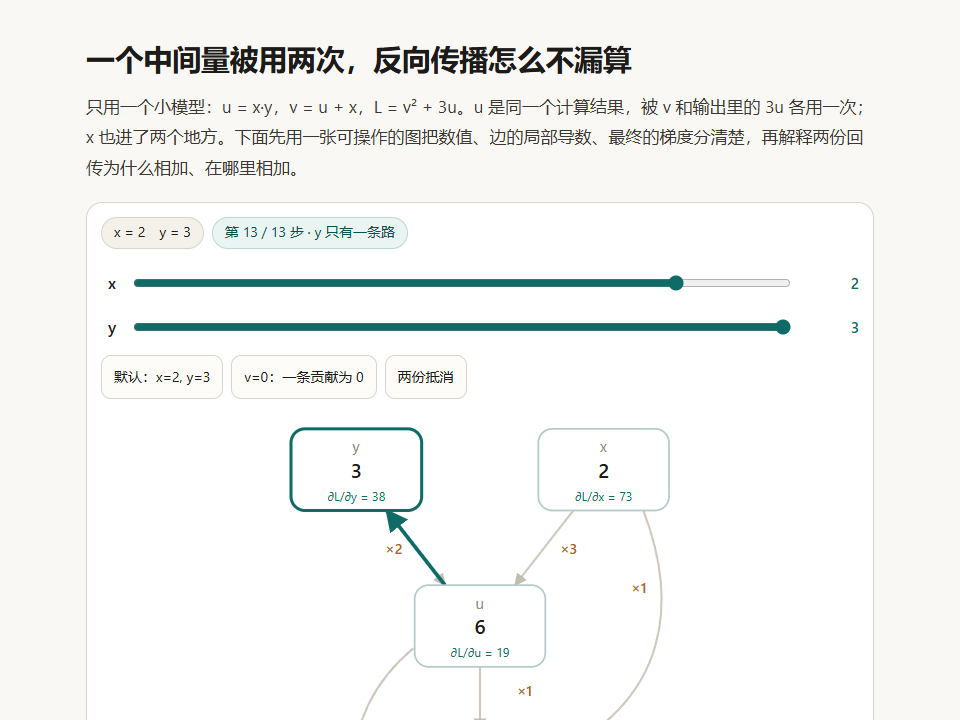 一个中间量被用两次，反向传播怎么不漏算
只用一个小模型：u = x·y，v = u + x，L = v² + 3u。u 是同一个计算结果，被 v 和输出里的 3u 各用一次；
x 也进了两个地方。下面先用一张可操作的图把数值、边的局部导数、最终的梯度分清楚，再解释两份回
传为什么相加、在哪里相加。
x = 2 y = 3
第 13 / 13 步 · y 只有一条路
x 2
y 3
默认：x=2, y=3
v=0：一条贡献为 0
两份抵消
y
3
∂L/∂y = 38
x
2
∂L/∂x = 73
×2
×3
×1
u
6
∂L/∂u = 19
×1